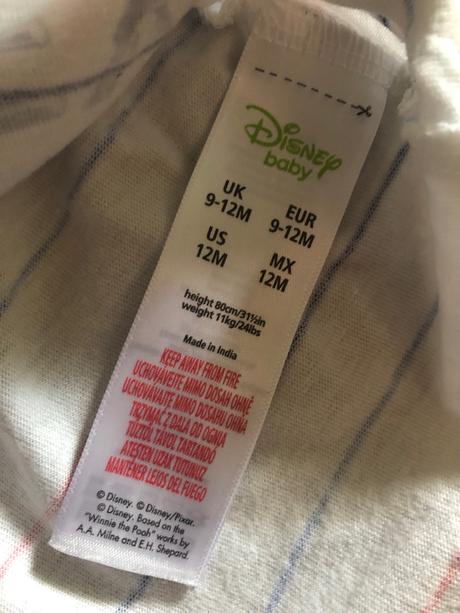 Disney
baby
UK
9-12M
EUR
9-12M
US
12M
MX
12M
height 80cm/31½in
weight 11kg/24lbs
Made in India
KEEP AWAY FROM FIRE
UCHOVÁVEJTE MIMO DOSAH OHNĚ
UCHOVÁVAJTE MIMO DOSAHU OHŇA
TRZYMAĆ Z DALA OD OGNIA
TŰZTŐL TÁVOL TARTANDÓ
ATEŞTEN UZAK TUTUNUZ
MANTENER LEJOS DEL FUEGO
© Disney. © Disney/Pixar.
© Disney. Based on the
"Winnie the Pooh" works by
A.A. Milne and E.H. Shepard.